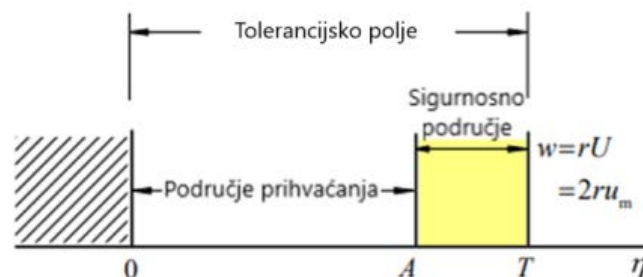 Tolerancijsko polje
Sigurnosno
područje
w=rU
Područje prihvaćanja
=2ru_m
0
A
T
η